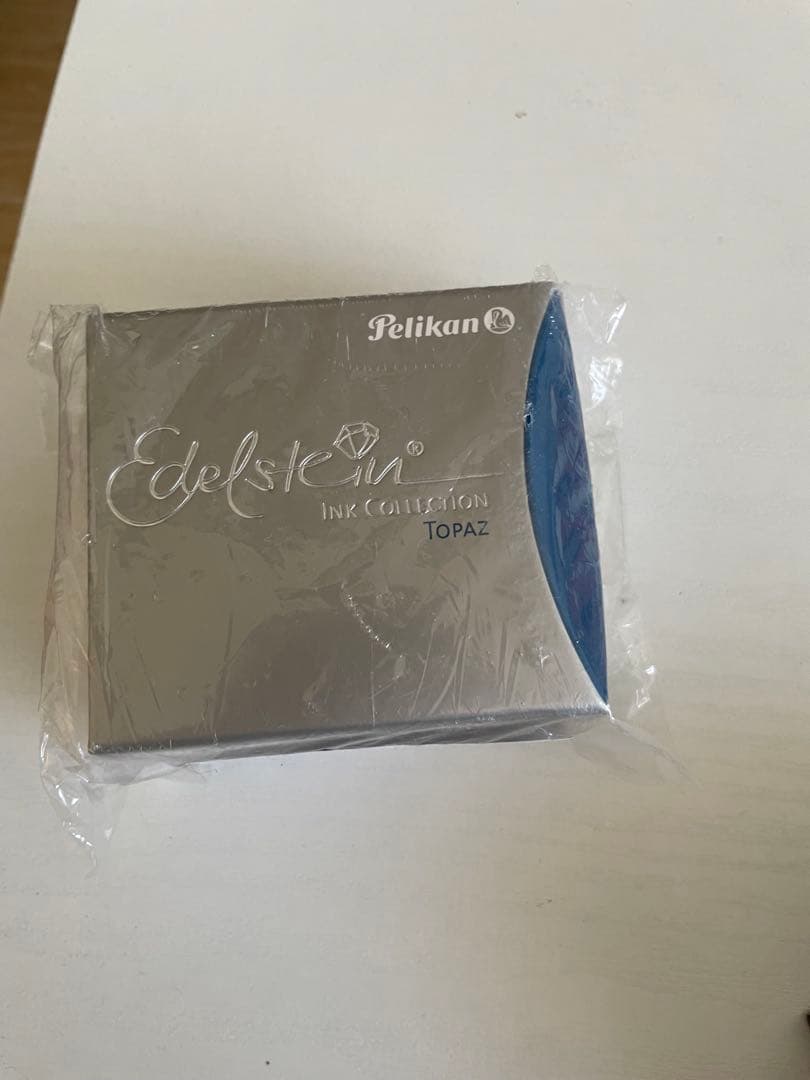 Pelikan
Edelstein®
INK COLLECTION
TOPAZ